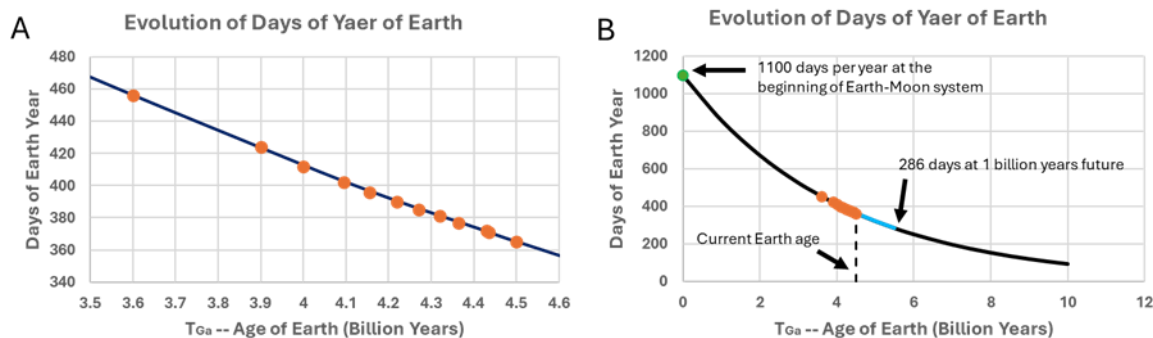 A
Evolution of Days of Yaer of Earth
Days of Earth Year
480
460
440
420
400
380
360
340
3.5 3.6 3.7 3.8 3.9 4 4.1 4.2 4.3 4.4 4.5 4.6
TGa -- Age of Earth (Billion Years)
B
Evolution of Days of Yaer of Earth
Days of Earth Year
1200
1000
800
600
400
200
0
1100 days per year at the
beginning of Earth-Moon system
286 days at 1 billion years future
Current Earth age
0 2 4 6 8 10 12
TGa -- Age of Earth (Billion Years)